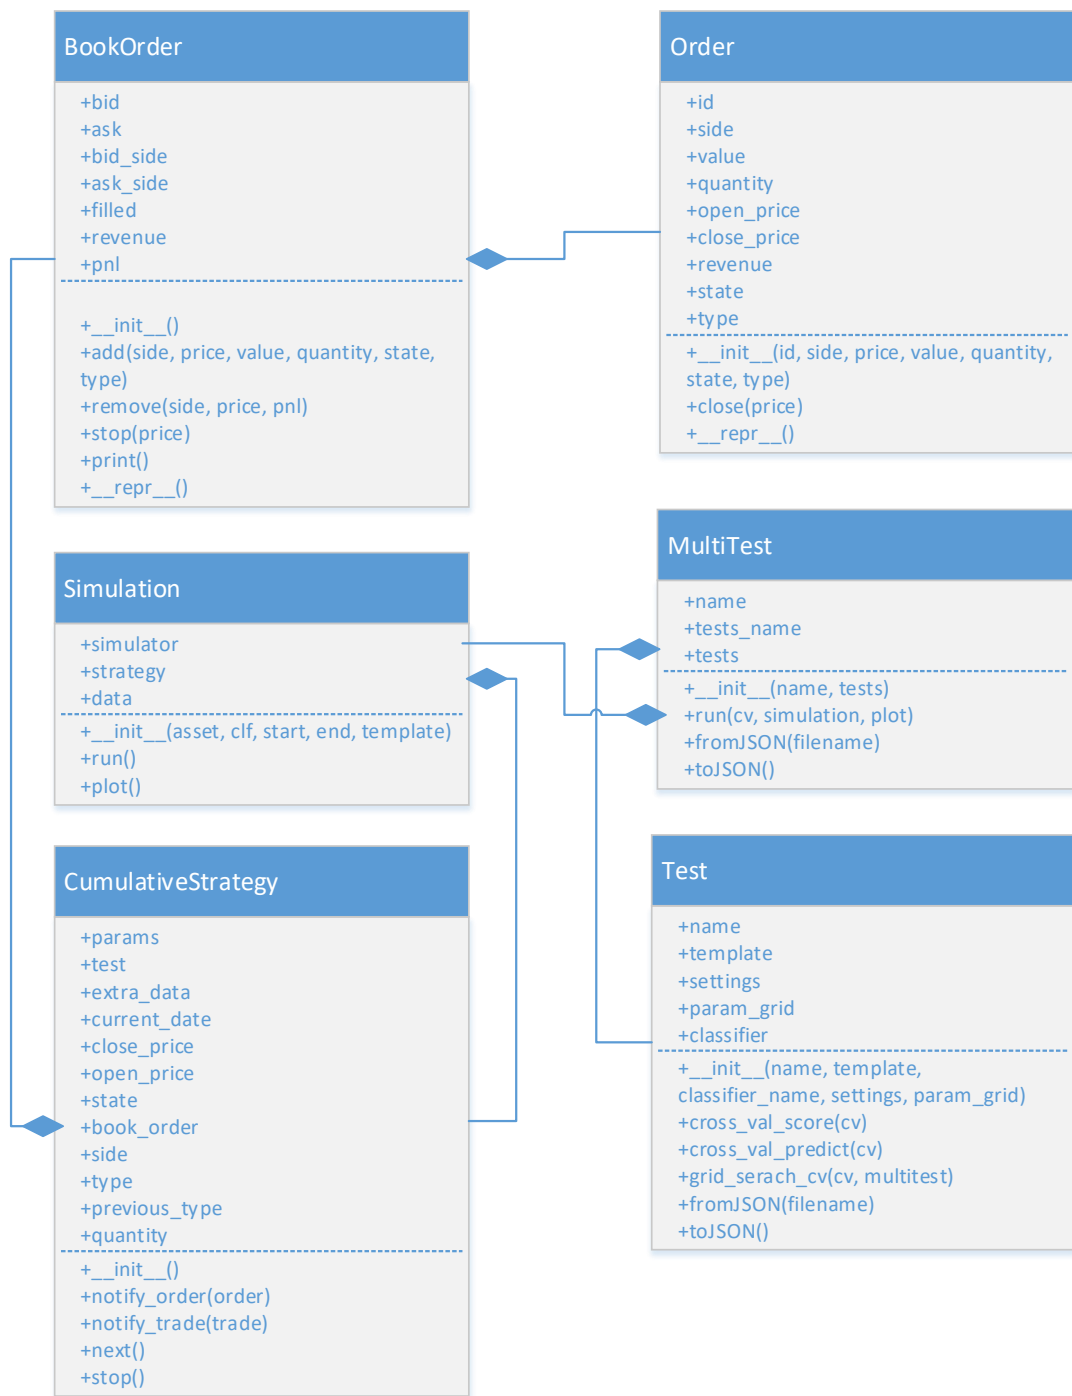 BookOrder
+bid
+ask
+bid_side
+ask_side
+filled
+revenue
+pnl
+__init__()
+add(side, price, value, quantity, state,
type)
+remove(side, price, pnl)
+stop(price)
+print()
+__repr__()
Order
+id
+side
+value
+quantity
+open_price
+close_price
+revenue
+state
+type
+__init__(id, side, price, value, quantity,
state, type)
+close(price)
+__repr__()
Simulation
+simulator
+strategy
+data
+__init__(asset, clf, start, end, template)
+run()
+plot()
MultiTest
+name
+tests_name
+tests
+__init__(name, tests)
+run(cv, simulation, plot)
+fromJSON(filename)
+toJSON()
CumulativeStrategy
+params
+test
+extra_data
+current_date
+close_price
+open_price
+state
+book_order
+side
+type
+previous_type
+quantity
+__init__()
+notify_order(order)
+notify_trade(trade)
+next()
+stop()
Test
+name
+template
+settings
+param_grid
+classifier
+__init__(name, template,
classifier_name, settings, param_grid)
+cross_val_score(cv)
+cross_val_predict(cv)
+grid_serach_cv(cv, multitest)
+fromJSON(filename)
+toJSON()